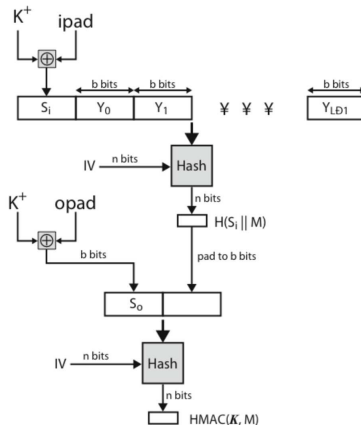 K+ ipad
b bits b bits b bits
Si Y0 Y1 ¥ ¥ ¥ YLÐ1
IV n bits Hash
n bits
K+ opad
H(Si || M)
b bits pad to b bits
So
IV n bits Hash
n bits
HMAC(K, M)